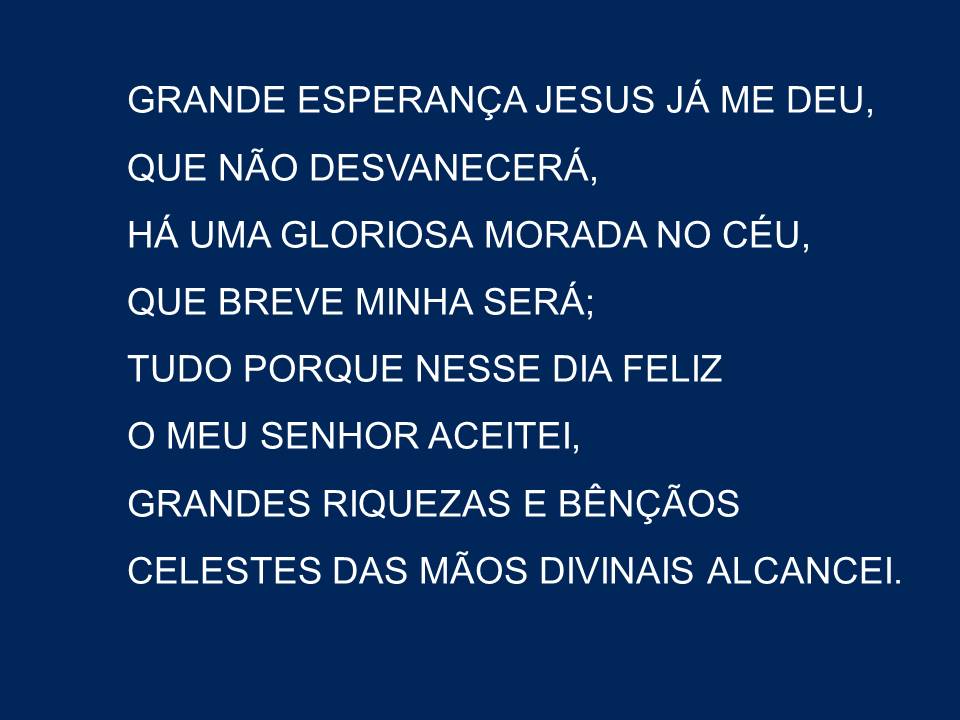 GRANDE ESPERANÇA JESUS JÁ ME DEU,
QUE NÃO DESVANECERÁ,
HÁ UMA GLORIOSA MORADA NO CÉU,
QUE BREVE MINHA SERÁ;
TUDO PORQUE NESSE DIA FELIZ
O MEU SENHOR ACEITEI,
GRANDES RIQUEZAS E BÊNÇÃOS
CELESTES DAS MÃOS DIVINAIS ALCANCEI.